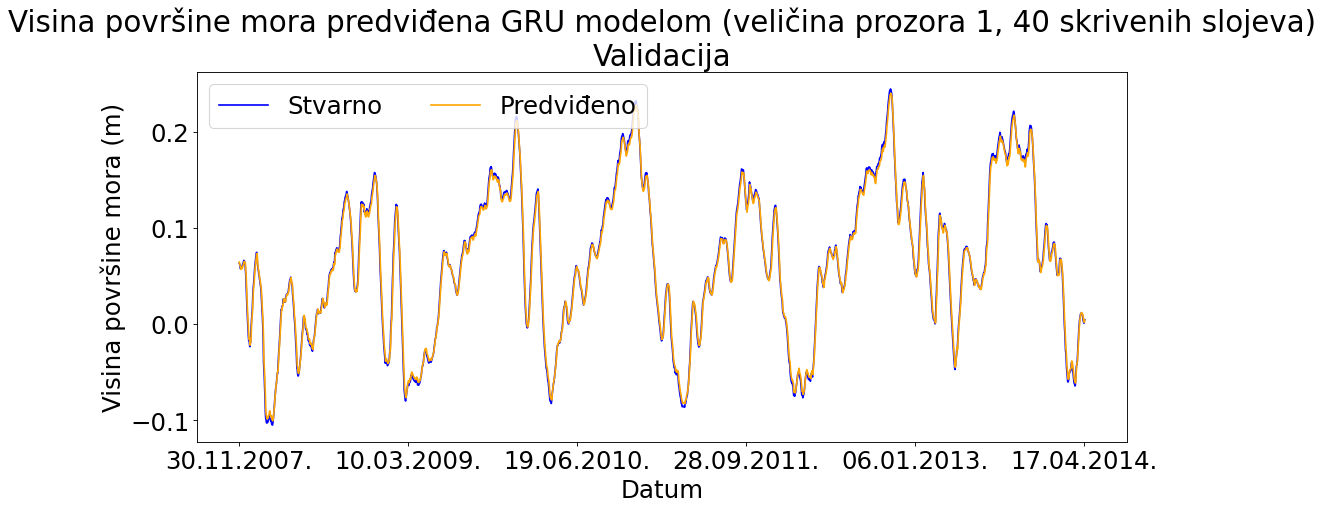 Visina površine mora predviđena GRU modelom (veličina prozora 1, 40 skrivenih slojeva)
Validacija
Stvarno Predviđeno
Visina površine mora (m)
0.2
0.1
0.0
−0.1
30.11.2007. 10.03.2009. 19.06.2010. 28.09.2011. 06.01.2013. 17.04.2014.
Datum